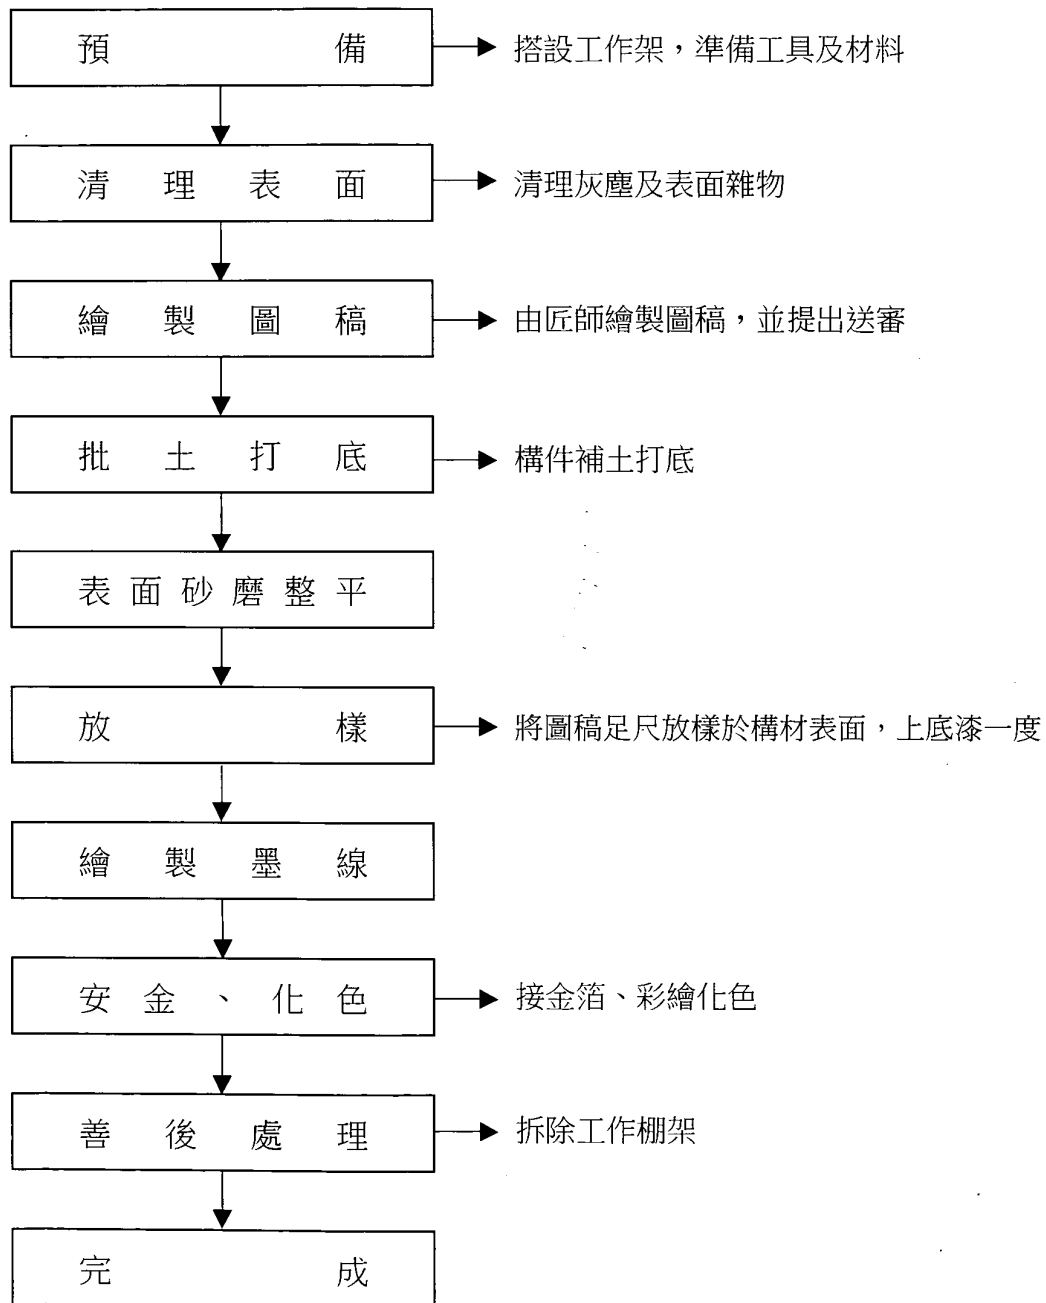 預備
搭設工作架，準備工具及材料
清理表面
清理灰塵及表面雜物
繪製圖稿
由匠師繪製圖稿，並提出送審
批土打底
構件補土打底
表面砂磨整平
放樣
將圖稿足尺放樣於構材表面，上底漆一度
繪製墨線
安金、化色
接金箔、彩繪化色
善後處理
拆除工作棚架
完成